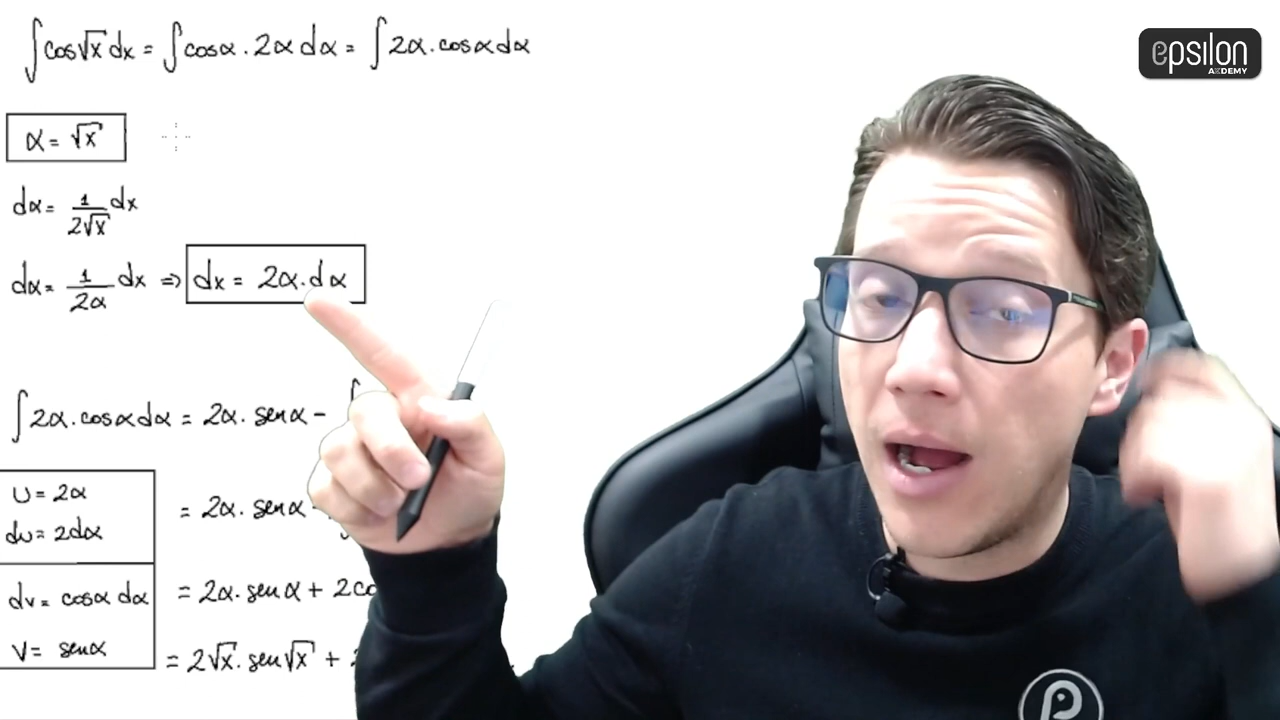 ∫cos√x dx = ∫cosα . 2α dα = ∫2α.cosα dα
epsilon
AXDEMY
α = √x
dα = 1/(2√x) dx
dα = 1/(2α) dx ⇒ dx = 2α.dα
∫2α.cosα dα = 2α. senα - ∫
u = 2α
du = 2dα
dv = cosα dα
v = senα
= 2α. senα
= 2α. senα + 2co
= 2√x. sen√x +